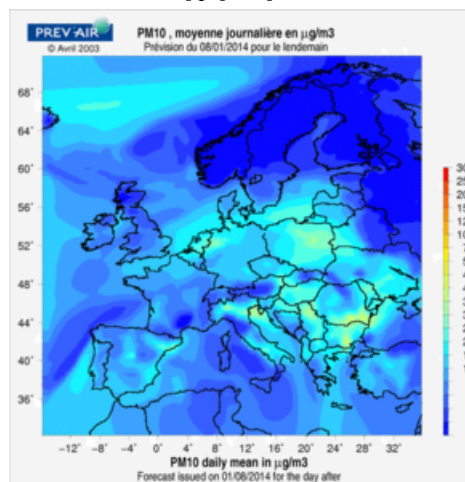 PREV'AIR
© Avril 2003
PM10 , moyenne journalière en µg/m3
Prévision du 08/01/2014 pour le lendemain
68°
64°
60°
56°
52°
48°
44°
40°
36°
−12° −8° −4° 0° 4° 8° 12° 16° 20° 24° 28° 32°
PM10 daily mean in µg/m3
Forecast issued on 01/08/2014 for the day after